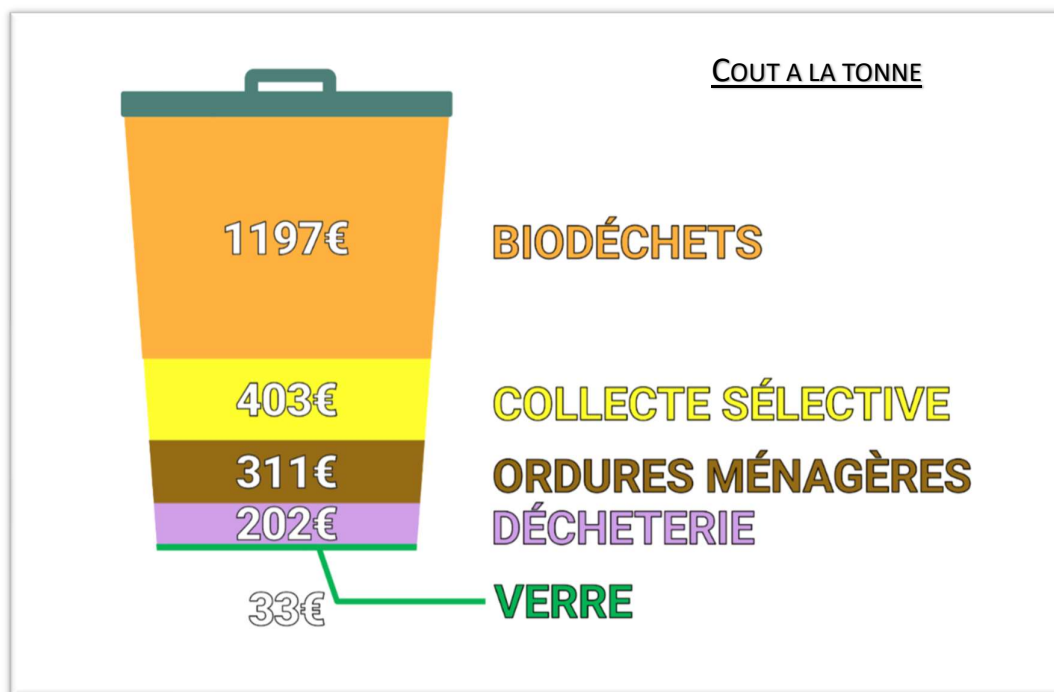 COUT A LA TONNE
1197€ BIODÉCHETS
403€ COLLECTE SÉLECTIVE
311€ ORDURES MÉNAGÈRES
202€ DÉCHETERIE
33€ VERRE